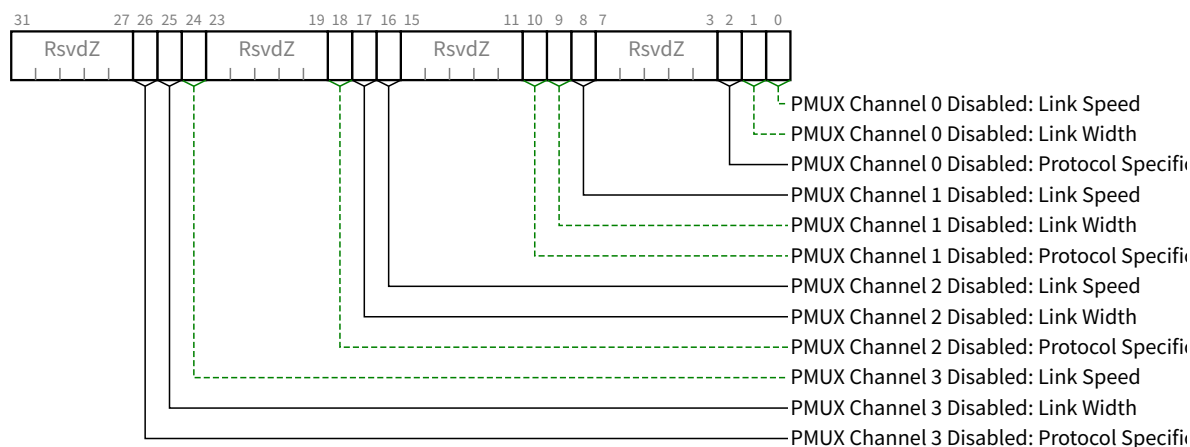 31 27 26 25 24 23 19 18 17 16 15 11 10 9 8 7 3 2 1 0
RsvdZ RsvdZ RsvdZ RsvdZ
PMUX Channel 0 Disabled: Link Speed
PMUX Channel 0 Disabled: Link Width
PMUX Channel 0 Disabled: Protocol Specific
PMUX Channel 1 Disabled: Link Speed
PMUX Channel 1 Disabled: Link Width
PMUX Channel 1 Disabled: Protocol Specific
PMUX Channel 2 Disabled: Link Speed
PMUX Channel 2 Disabled: Link Width
PMUX Channel 2 Disabled: Protocol Specific
PMUX Channel 3 Disabled: Link Speed
PMUX Channel 3 Disabled: Link Width
PMUX Channel 3 Disabled: Protocol Specific